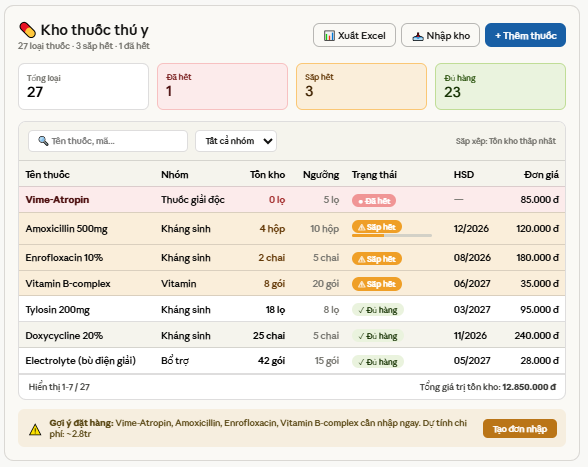 Kho thuốc thú y
27 loại thuốc · 3 sắp hết · 1 đã hết
Xuất Excel
Nhập kho
+ Thêm thuốc
Tổng loại
27
Đã hết
1
Sắp hết
3
Đủ hàng
23
Tên thuốc, mã...
Tất cả nhóm
Sắp xếp: Tồn kho thấp nhất
Tên thuốc Nhóm Tồn kho Ngưỡng Trạng thái HSD Đơn giá
Vime-Atropin Thuốc giải độc 0 lọ 5 lọ ● Đã hết — 85.000 đ
Amoxicillin 500mg Kháng sinh 4 hộp 10 hộp ⚠ Sắp hết 12/2026 120.000 đ
Enrofloxacin 10% Kháng sinh 2 chai 5 chai ⚠ Sắp hết 08/2026 180.000 đ
Vitamin B-complex Vitamin 8 gói 20 gói ⚠ Sắp hết 06/2027 35.000 đ
Tylosin 200mg Kháng sinh 18 lọ 8 lọ ✓ Đủ hàng 03/2027 95.000 đ
Doxycycline 20% Kháng sinh 25 chai 5 chai ✓ Đủ hàng 11/2026 240.000 đ
Electrolyte (bù điện giải) Bổ trợ 42 gói 15 gói ✓ Đủ hàng 05/2027 28.000 đ
Hiển thị 1-7 / 27
Tổng giá trị tồn kho: 12.850.000 đ
Gợi ý đặt hàng: Vime-Atropin, Amoxicillin, Enrofloxacin, Vitamin B-complex cần nhập ngay. Dự tính chi
phí: ~2.8tr
Tạo đơn nhập